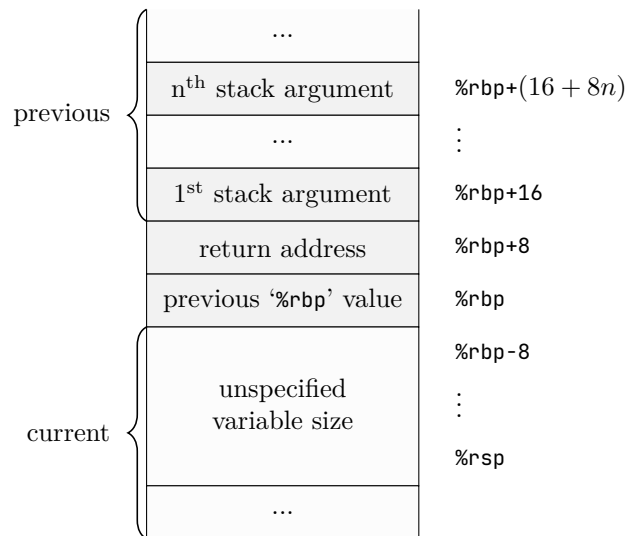 ...
nth stack argument %rbp+(16 + 8n)
previous
... ⋮
1st stack argument %rbp+16
return address %rbp+8
previous ‘%rbp’ value %rbp
%rbp-8
unspecified
variable size ⋮
current
%rsp
...